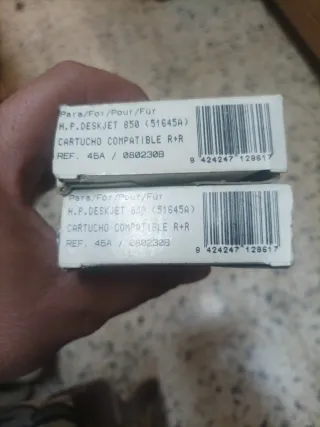 Para/For/Pour/Für
H.P.DESKJET 850 (51645A)
CARTUCHO COMPATIBLE R+R
REF. 45A / 0802308
8 424247 128617
Para/For/Pour/Für
H.P.DESKJET 850 (51645A)
CARTUCHO COMPATIBLE R+R
REF. 45A / 0802308
8 424247 128617